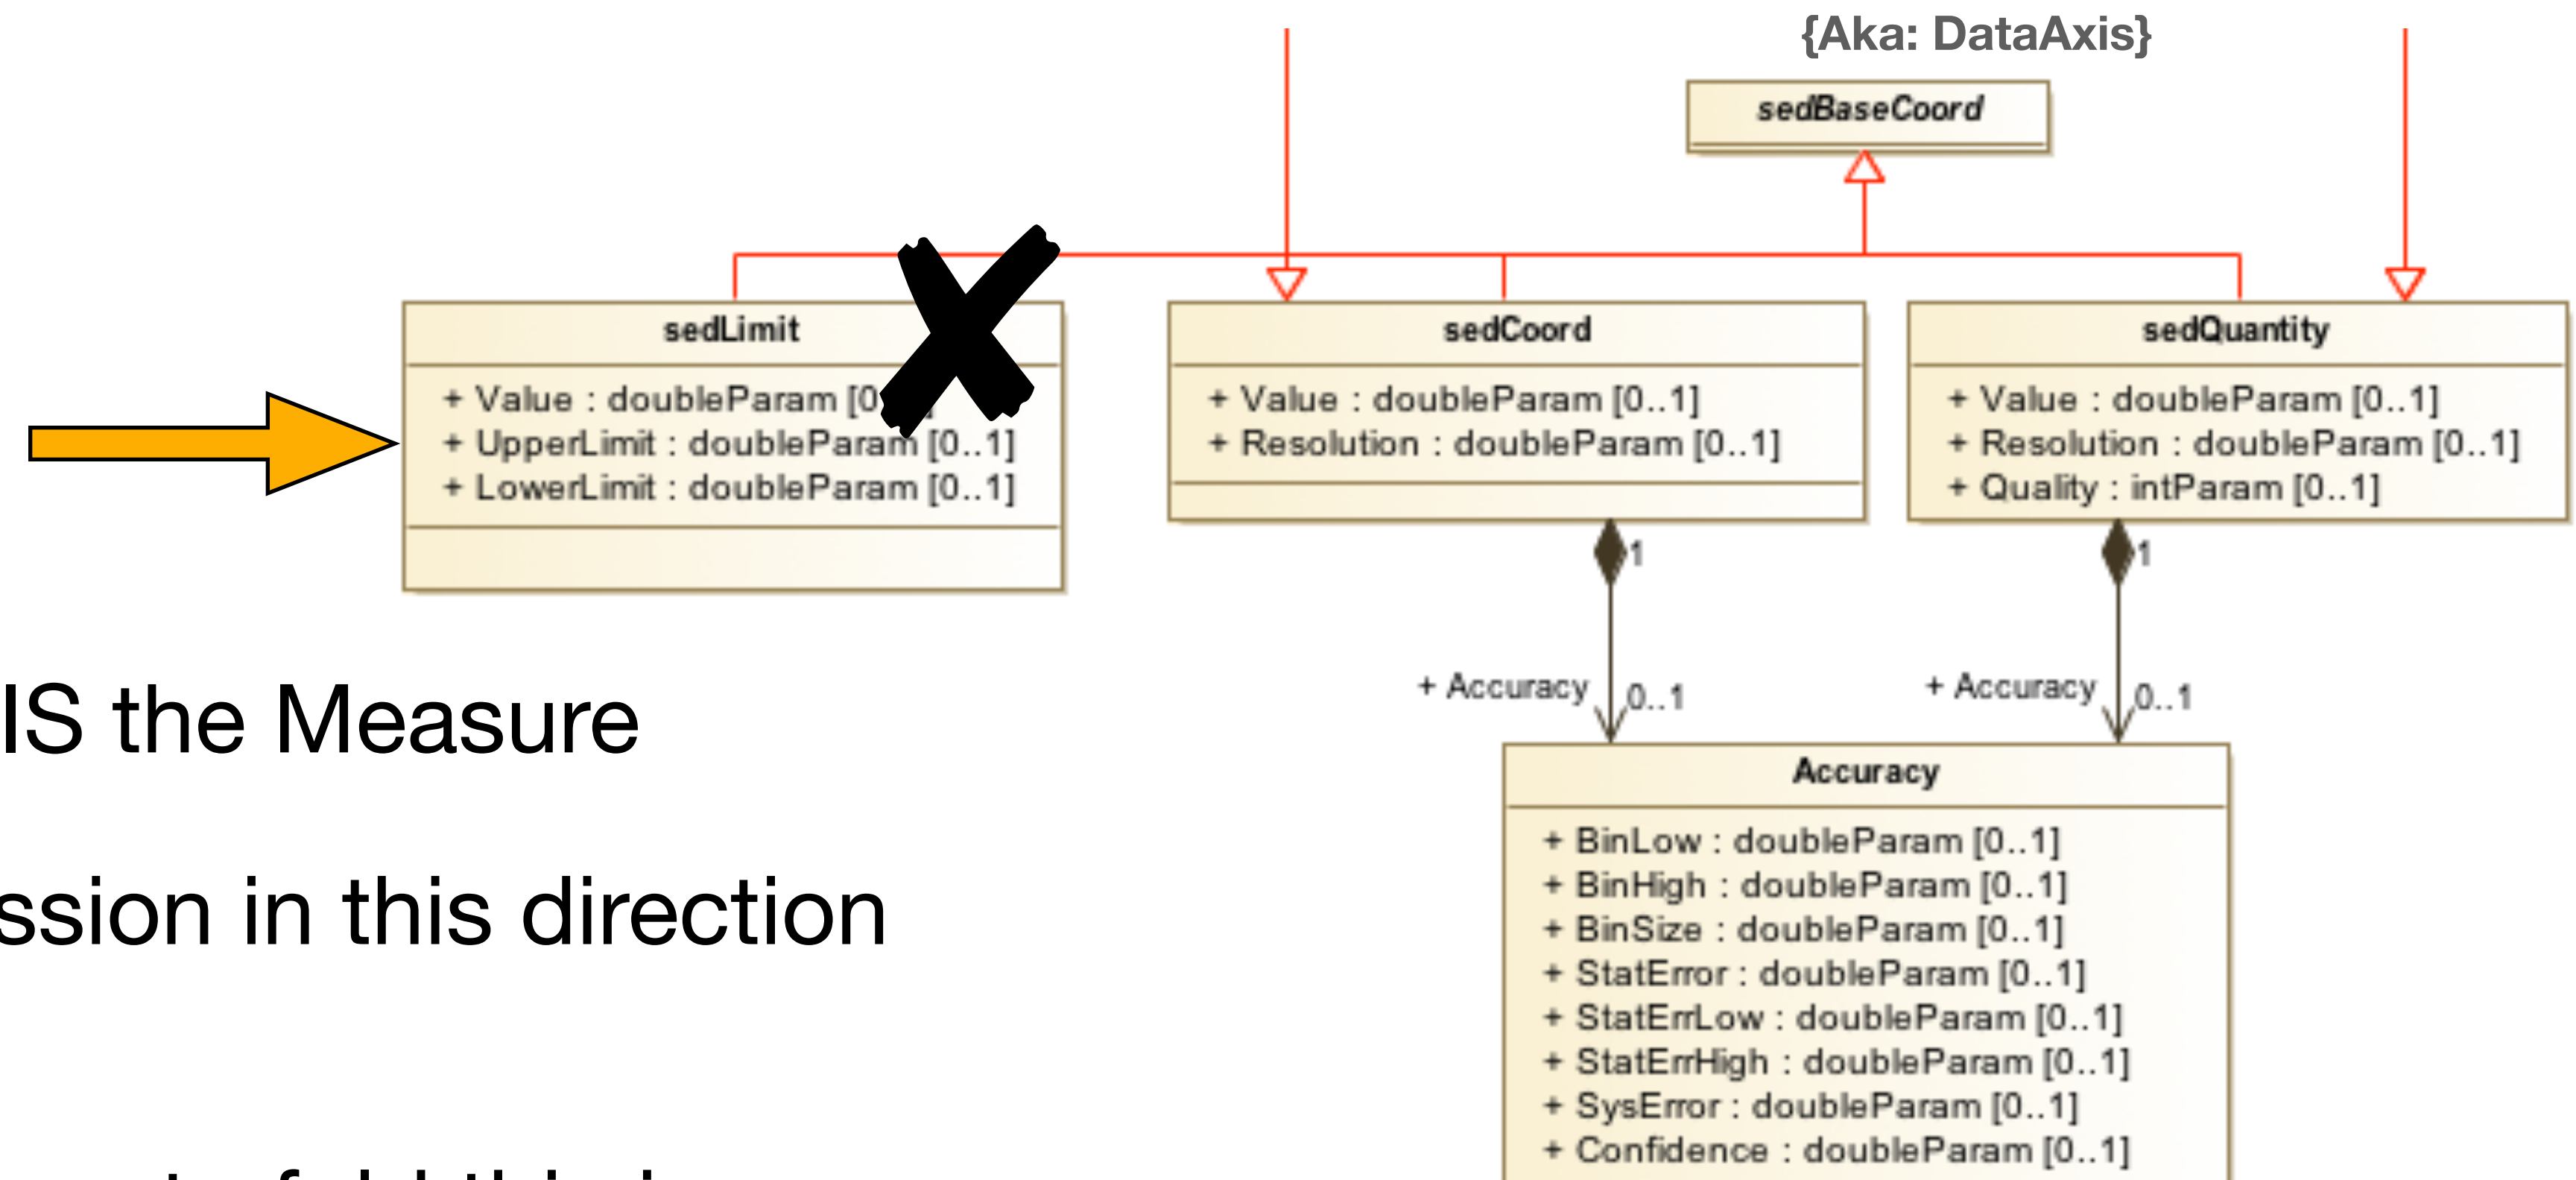 {Aka: DataAxis}
sedBaseCoord
sedLimit
+ Value : doubleParam [0
+ UpperLimit : doubleParam [0..1]
+ LowerLimit : doubleParam [0..1]
sedCoord
+ Value : doubleParam [0..1]
+ Resolution : doubleParam [0..1]
sedQuantity
+ Value : doubleParam [0..1]
+ Resolution : doubleParam [0..1]
+ Quality : intParam [0..1]
1
1
+ Accuracy
0..1
+ Accuracy
0..1
IS the Measure
ssion in this direction
Accuracy
+ BinLow : doubleParam [0..1]
+ BinHigh : doubleParam [0..1]
+ BinSize : doubleParam [0..1]
+ StatError : doubleParam [0..1]
+ StatErrLow : doubleParam [0..1]
+ StatErrHigh : doubleParam [0..1]
+ SysError : doubleParam [0..1]
+ Confidence : doubleParam [0..1]